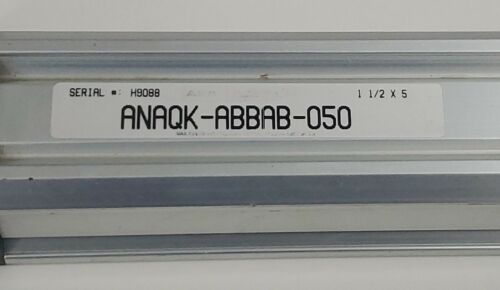 SERIAL #: H9088 1 1/2 X 5
ANAQK-ABBAB-050